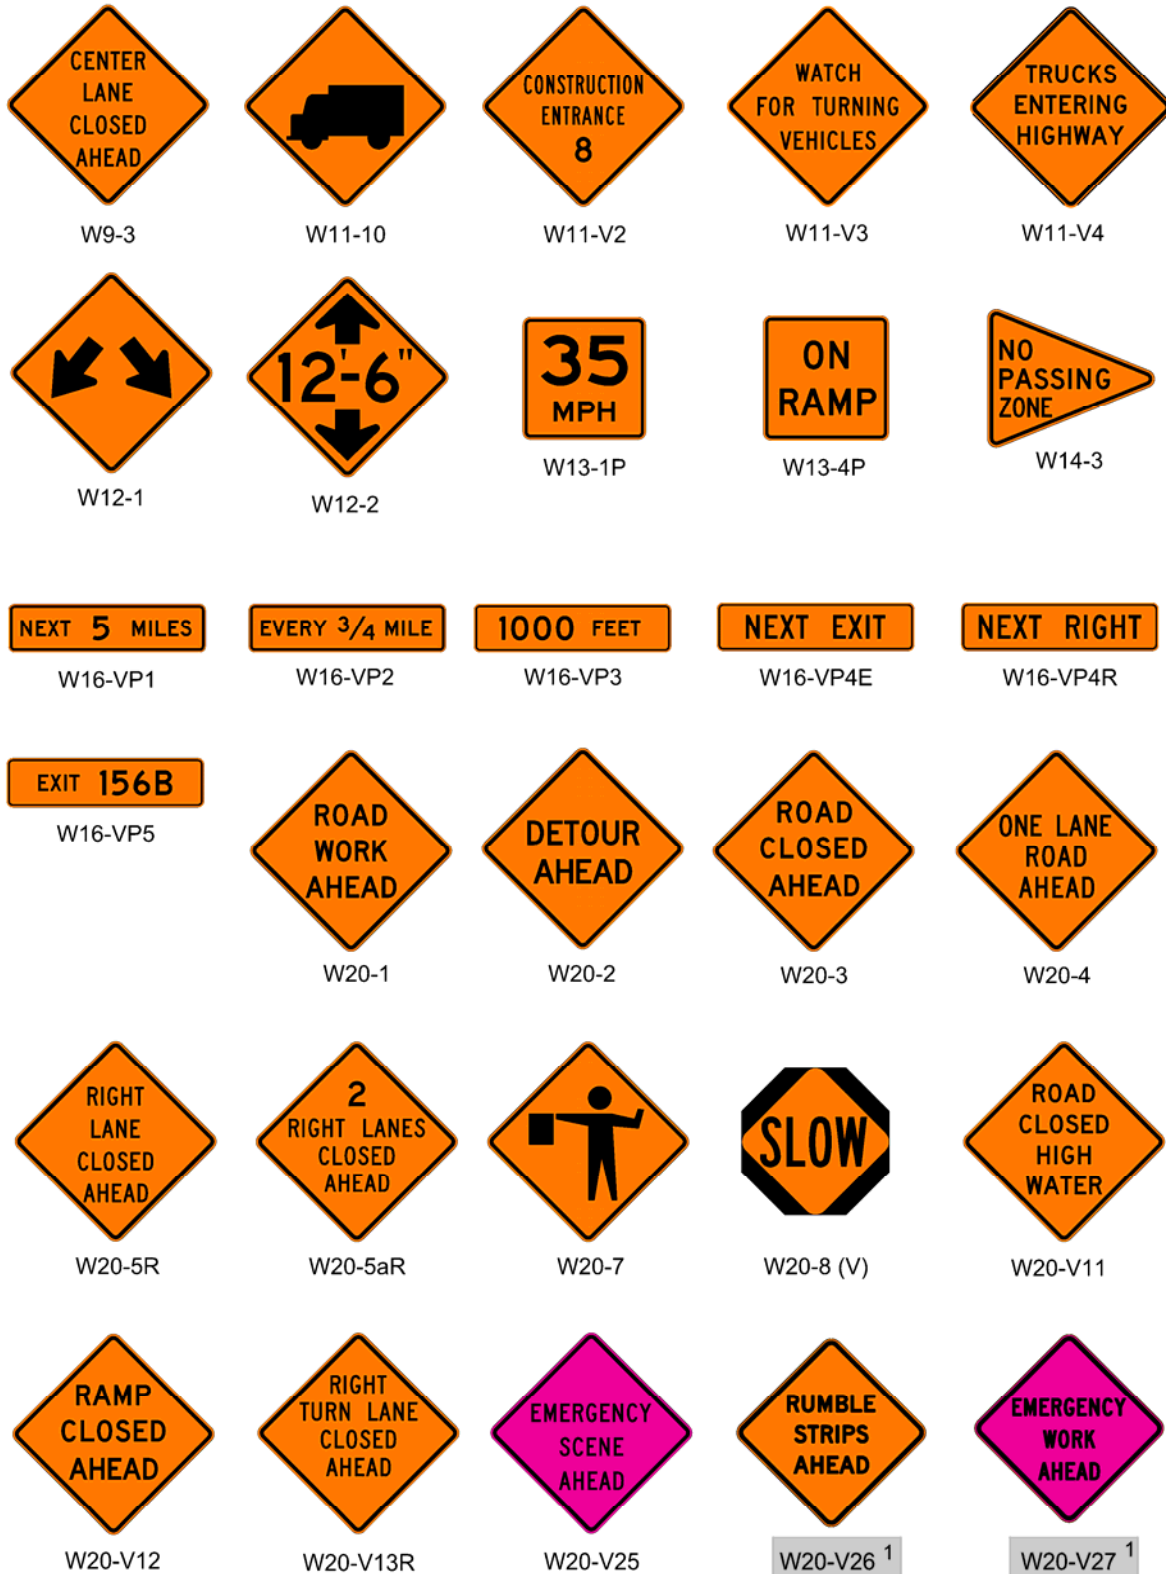 CENTER
LANE
CLOSED
AHEAD
W9-3
W11-10
CONSTRUCTION
ENTRANCE
8
W11-V2
WATCH
FOR TURNING
VEHICLES
W11-V3
TRUCKS
ENTERING
HIGHWAY
W11-V4
W12-1
12'-6"
W12-2
35
MPH
W13-1P
ON
RAMP
W13-4P
NO
PASSING
ZONE
W14-3
NEXT 5 MILES
W16-VP1
EVERY 3/4 MILE
W16-VP2
1000 FEET
W16-VP3
NEXT EXIT
W16-VP4E
NEXT RIGHT
W16-VP4R
EXIT 156B
W16-VP5
ROAD
WORK
AHEAD
W20-1
DETOUR
AHEAD
W20-2
ROAD
CLOSED
AHEAD
W20-3
ONE LANE
ROAD
AHEAD
W20-4
RIGHT
LANE
CLOSED
AHEAD
W20-5R
2
RIGHT LANES
CLOSED
AHEAD
W20-5aR
W20-7
SLOW
W20-8 (V)
ROAD
CLOSED
HIGH
WATER
W20-V11
RAMP
CLOSED
AHEAD
W20-V12
RIGHT
TURN LANE
CLOSED
AHEAD
W20-V13R
EMERGENCY
SCENE
AHEAD
W20-V25
RUMBLE
STRIPS
AHEAD
W20-V26 1
EMERGENCY
WORK
AHEAD
W20-V27 1